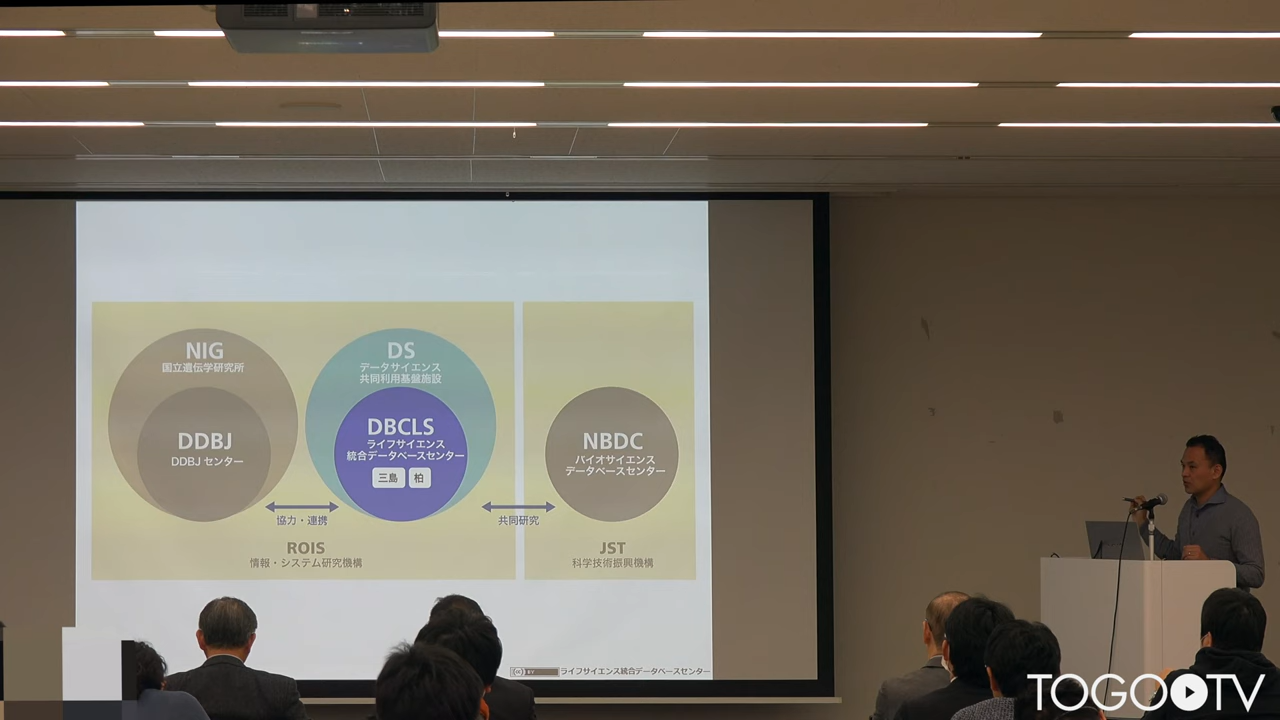 NIG
国立遺伝学研究所
DDBJ
DDBJ センター
DS
データサイエンス
共同利用基盤施設
DBCLS
ライフサイエンス
統合データベースセンター
三島 柏
NBDC
バイオサイエンス
データベースセンター
協力・連携
共同研究
ROIS
情報・システム研究機構
JST
科学技術振興機構
cc BY ライフサイエンス統合データベースセンター
TOGO TV